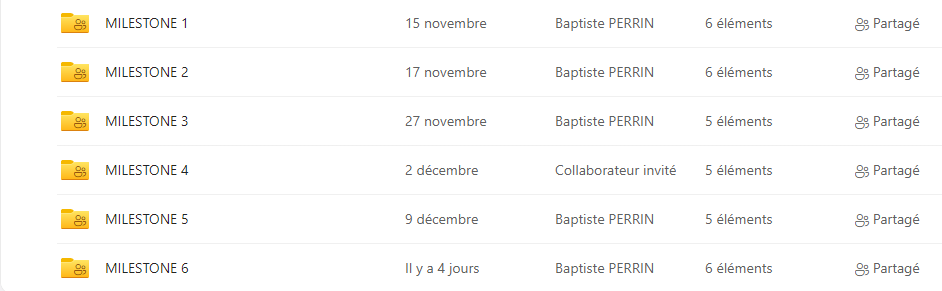 MILESTONE 1 15 novembre Baptiste PERRIN 6 éléments Partagé
MILESTONE 2 17 novembre Baptiste PERRIN 6 éléments Partagé
MILESTONE 3 27 novembre Baptiste PERRIN 5 éléments Partagé
MILESTONE 4 2 décembre Collaborateur invité 5 éléments Partagé
MILESTONE 5 9 décembre Baptiste PERRIN 5 éléments Partagé
MILESTONE 6 Il y a 4 jours Baptiste PERRIN 6 éléments Partagé